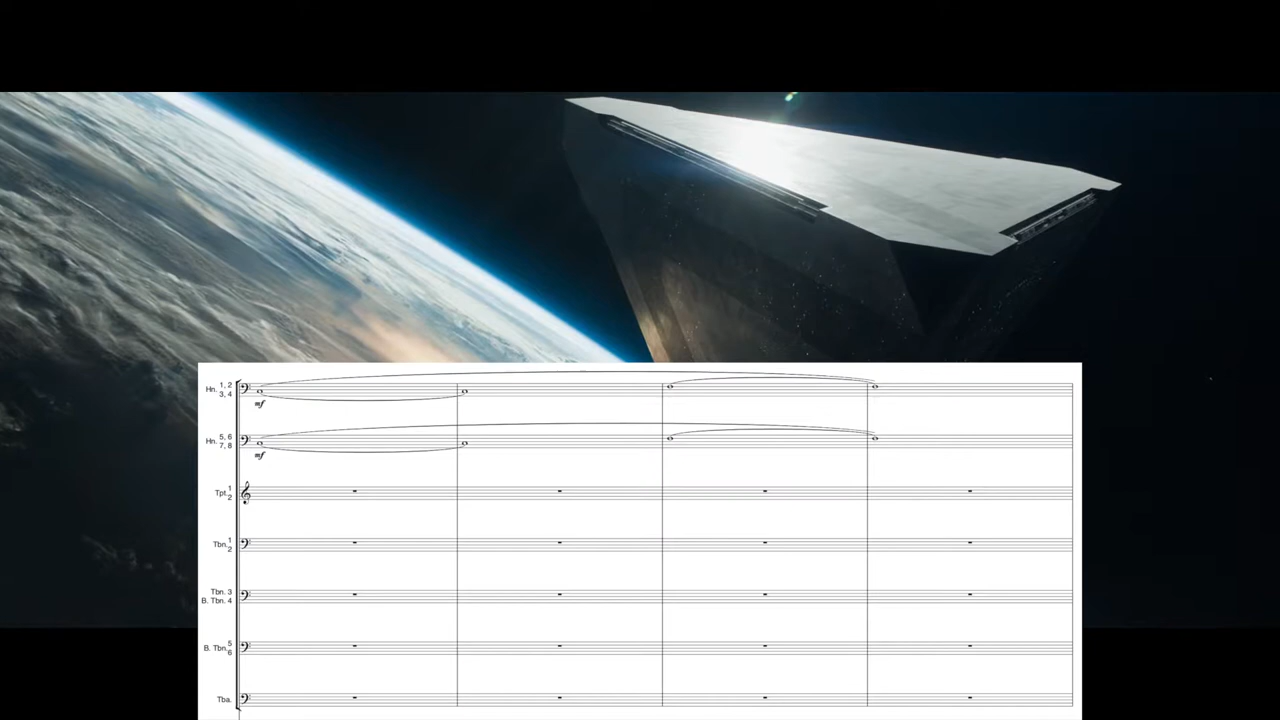 Hn. 1, 2
3, 4
mf
Hn. 5, 6
7, 8
mf
Tpt. 1
2
Tbn. 1
2
Tbn. 3
B. Tbn. 4
B. Tbn. 5
6
Tba.